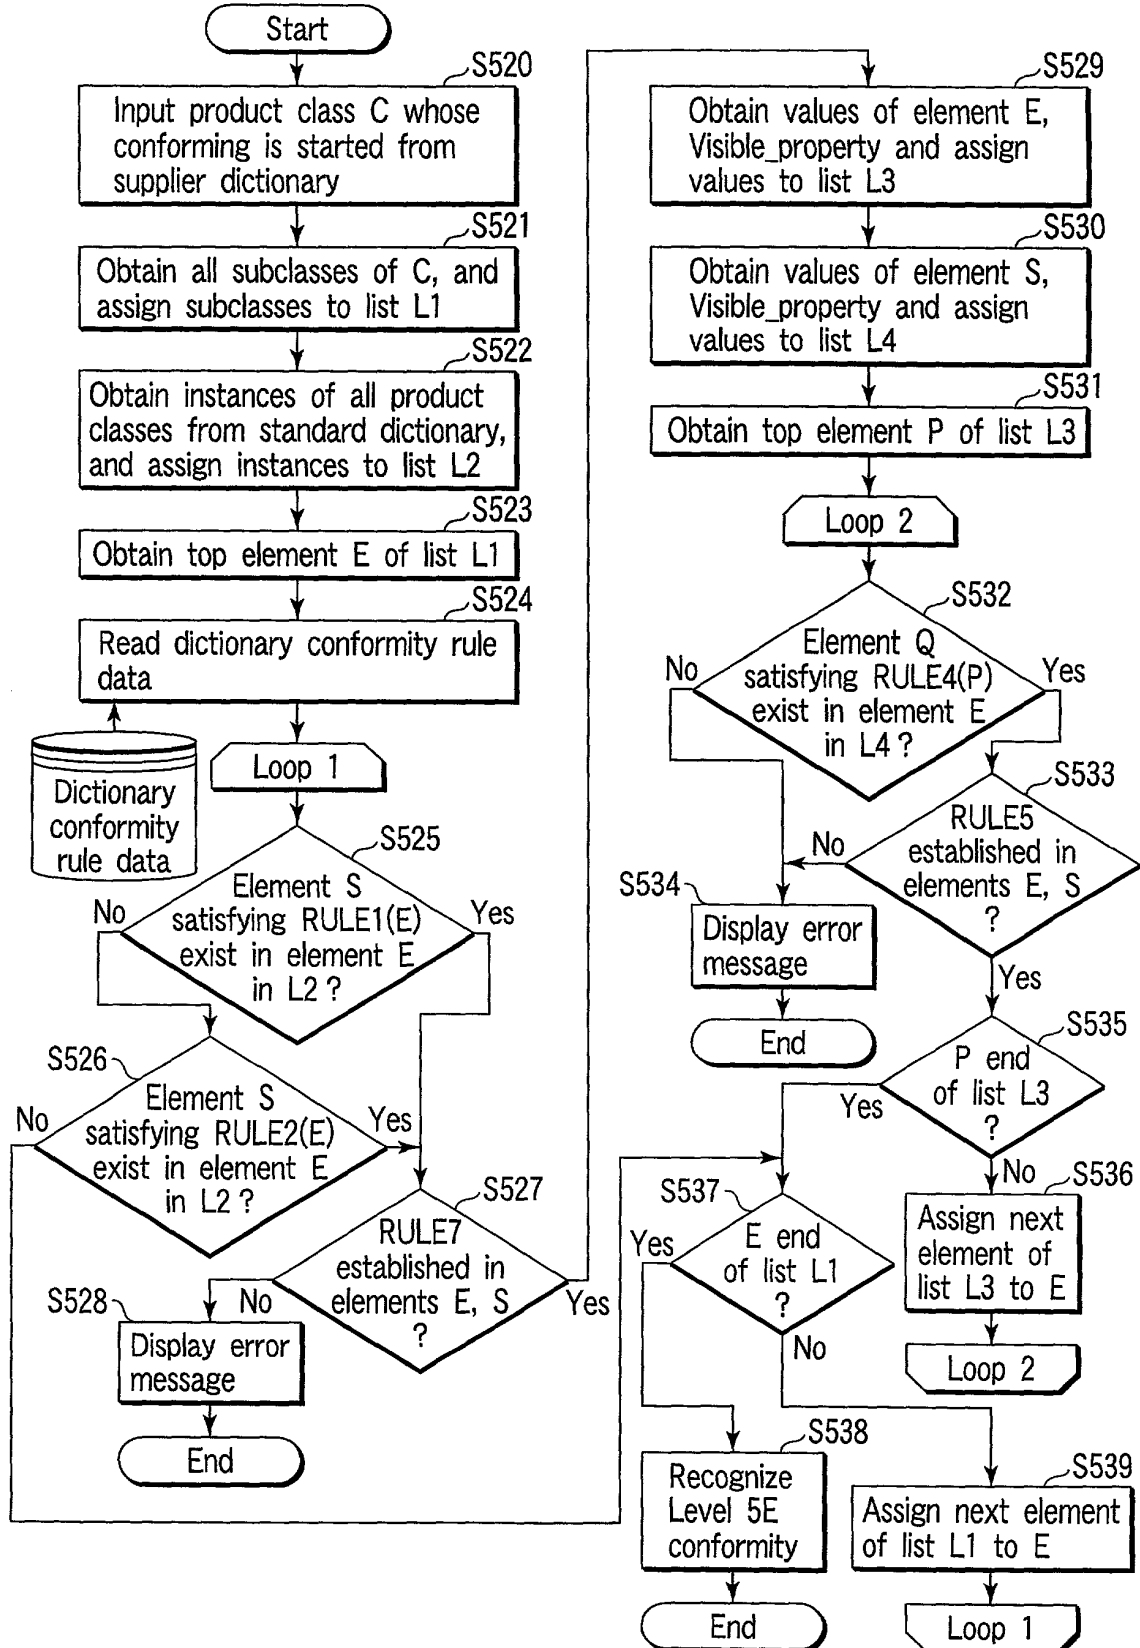 Start
S520
Input product class C whose
conforming is started from
supplier dictionary
S521
Obtain all subclasses of C, and
assign subclasses to list L1
S522
Obtain instances of all product
classes from standard dictionary,
and assign instances to list L2
S523
Obtain top element E of list L1
S524
Read dictionary conformity rule
data
Dictionary
conformity
rule data
Loop 1
S525
Element S
satisfying RULE1(E)
exist in element E
in L2 ?
No
Yes
S526
Element S
satisfying RULE2(E)
exist in element E
in L2 ?
No
Yes
S527
RULE7
established in
elements E, S
?
No
Yes
S528
Display error
message
End
S529
Obtain values of element E,
Visible_property and assign
values to list L3
S530
Obtain values of element S,
Visible_property and assign
values to list L4
S531
Obtain top element P of list L3
Loop 2
S532
Element Q
satisfying RULE4(P)
exist in element E
in L4 ?
No
Yes
S533
RULE5
established in
elements E, S
?
No
Yes
S534
Display error
message
End
S535
P end
of list L3
?
Yes
No
S536
Assign next
element of
list L3 to E
Loop 2
S537
E end
of list L1
?
Yes
No
S538
Recognize
Level 5E
conformity
End
S539
Assign next element
of list L1 to E
Loop 1